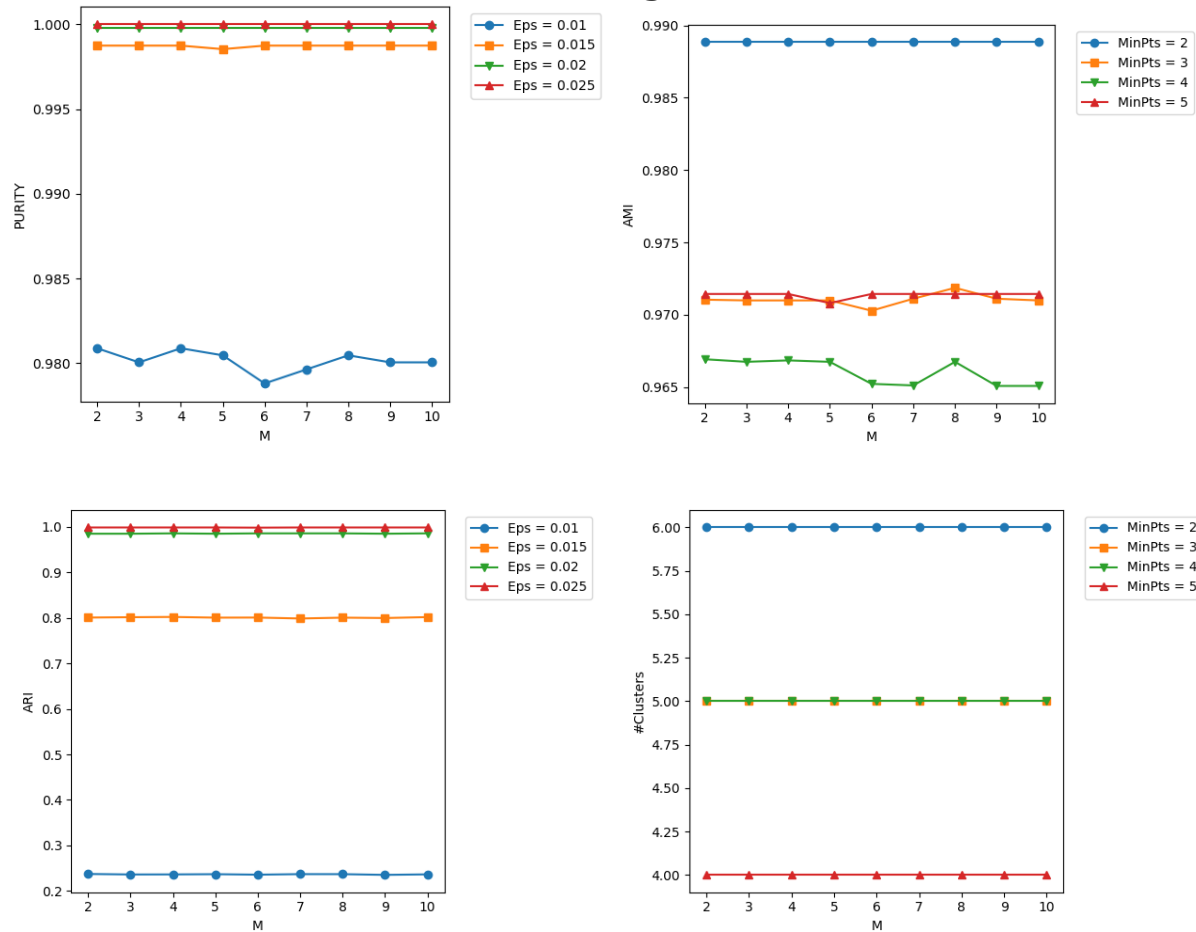 1.000
0.995
0.990
0.985
0.980
PURITY
2 3 4 5 6 7 8 9 10
M
Eps = 0.01
Eps = 0.015
Eps = 0.02
Eps = 0.025
0.990
0.985
0.980
0.975
0.970
0.965
AMI
2 3 4 5 6 7 8 9 10
M
MinPts = 2
MinPts = 3
MinPts = 4
MinPts = 5
1.0
0.9
0.8
0.7
0.6
0.5
0.4
0.3
0.2
ARI
2 3 4 5 6 7 8 9 10
M
Eps = 0.01
Eps = 0.015
Eps = 0.02
Eps = 0.025
6.00
5.75
5.50
5.25
5.00
4.75
4.50
4.25
4.00
#Clusters
2 3 4 5 6 7 8 9 10
M
MinPts = 2
MinPts = 3
MinPts = 4
MinPts = 5